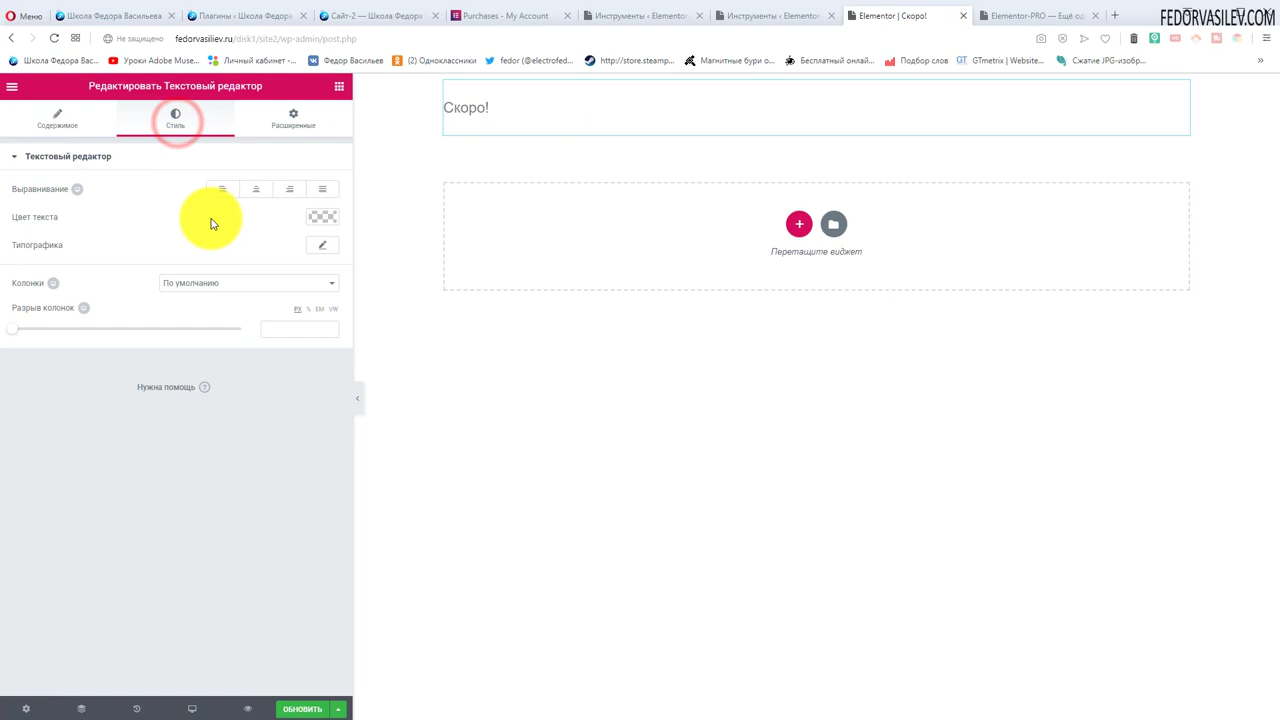 Меню
Школа Федора Васильева
Плагины ‹ Школа Федора
Сайт-2 — Школа Федора
Purchases - My Account
Инструменты ‹ Elementor
Инструменты ‹ Elementor
Elementor | Скоро!
Elementor-PRO — Ещё од
FEDORVASILEV.COM
Не защищено
fedorvasiliev.ru/disk1/site2/wp-admin/post.php
Школа Федора Вас...
Уроки Adobe Muse...
Личный кабинет -...
Федор Васильев
(2) Одноклассники
fedor (@electrofed...
http://store.steamp...
Магнитные бури о...
Бесплатный онлай...
Подбор слов
GTmetrix | Website...
Сжатие JPG-изобр...
Редактировать Текстовый редактор
Содержимое
Стиль
Расширенные
Текстовый редактор
Выравнивание
Цвет текста
Типографика
Колонки
По умолчанию
Разрыв колонок
PX % EM VW
Нужна помощь ?
ОБНОВИТЬ
Скоро!
Перетащите виджет